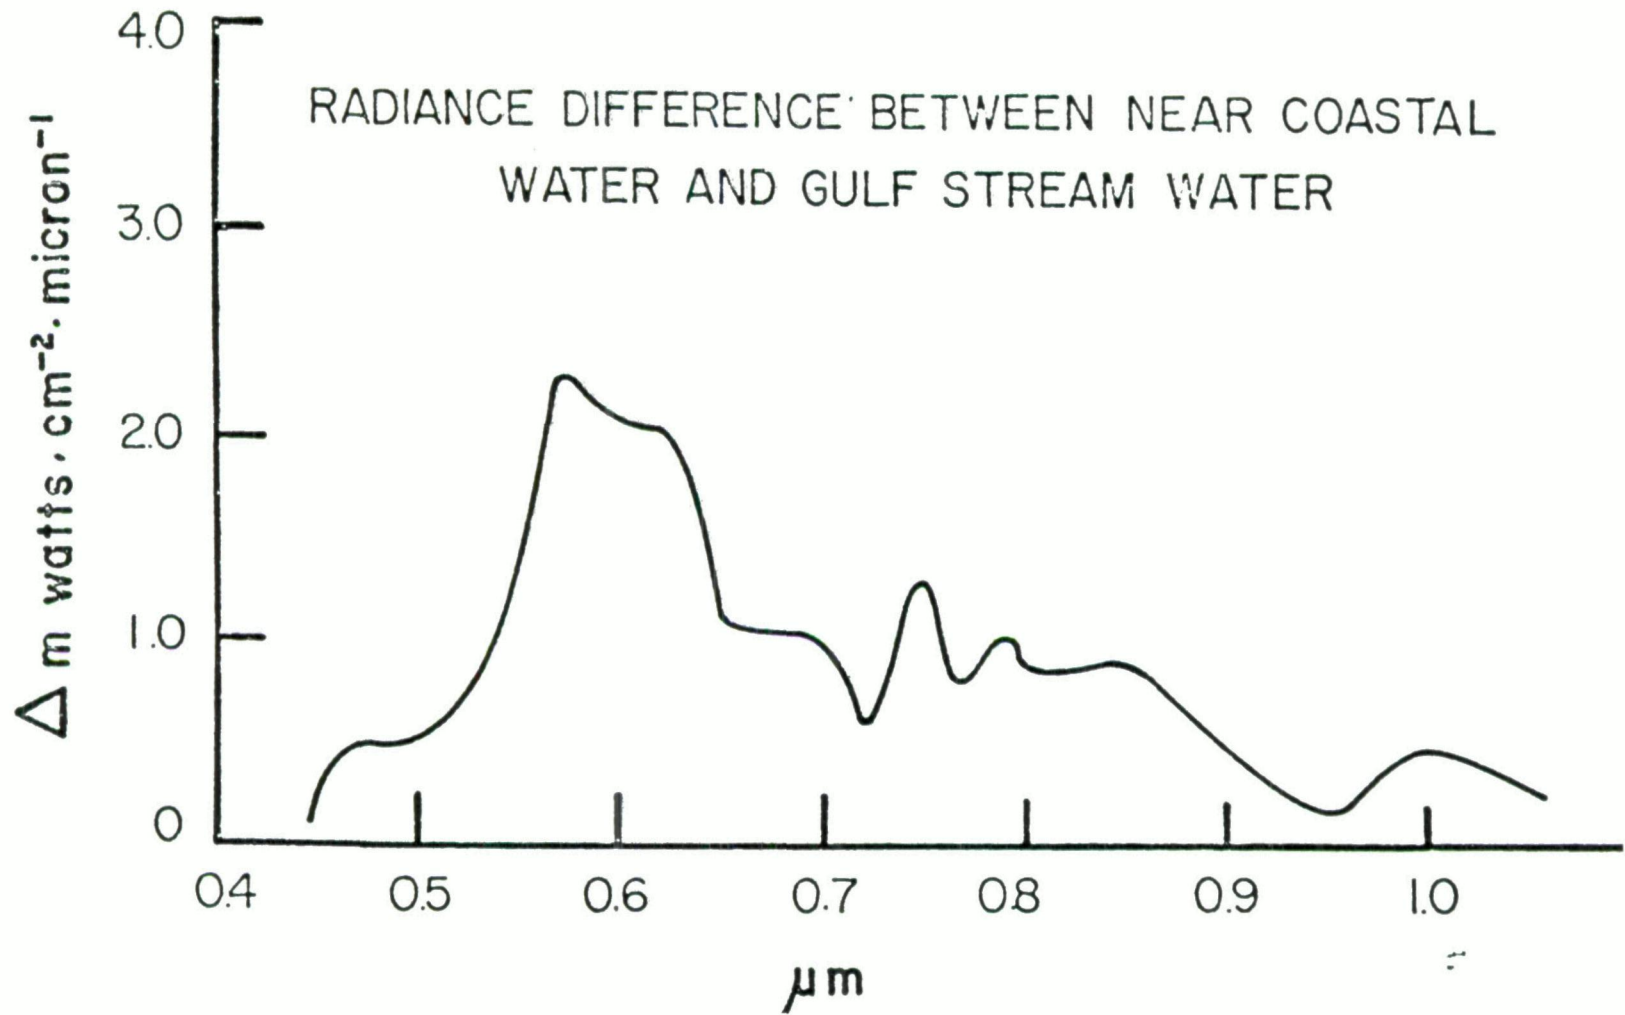 RADIANCE DIFFERENCE BETWEEN NEAR COASTAL
WATER AND GULF STREAM WATER
Δ m watts · cm⁻² · micron⁻¹
4.0
3.0
2.0
1.0
0
0.4 0.5 0.6 0.7 0.8 0.9 1.0
μm